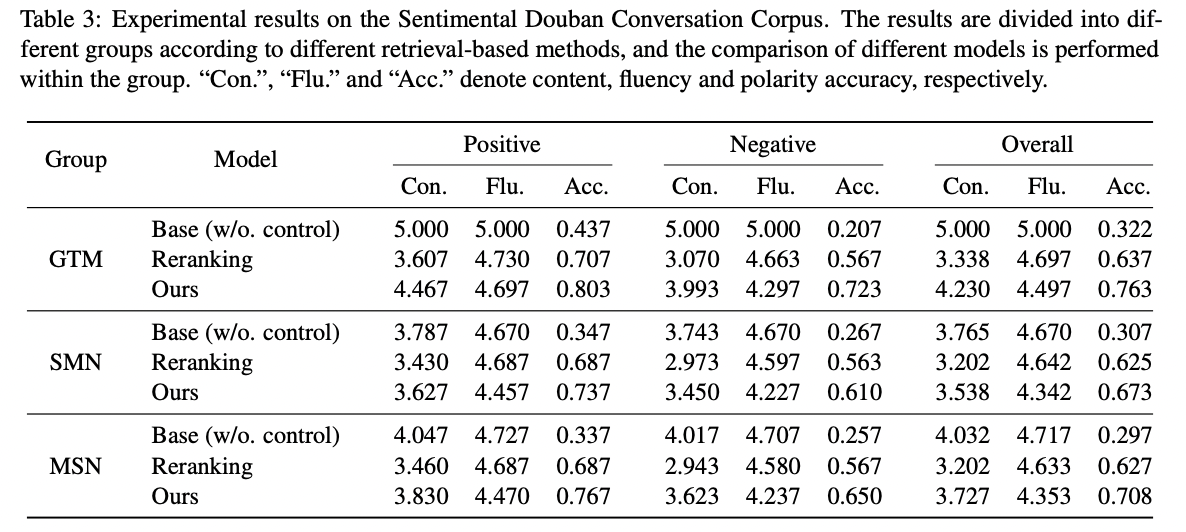 Table 3: Experimental results on the Sentimental Douban Conversation Corpus. The results are divided into dif-
ferent groups according to different retrieval-based methods, and the comparison of different models is performed
within the group. “Con.”, “Flu.” and “Acc.” denote content, fluency and polarity accuracy, respectively.
Group Model Positive Negative Overall
Con. Flu. Acc. Con. Flu. Acc. Con. Flu. Acc.
Base (w/o. control) 5.000 5.000 0.437 5.000 5.000 0.207 5.000 5.000 0.322
GTM Reranking 3.607 4.730 0.707 3.070 4.663 0.567 3.338 4.697 0.637
Ours 4.467 4.697 0.803 3.993 4.297 0.723 4.230 4.497 0.763
Base (w/o. control) 3.787 4.670 0.347 3.743 4.670 0.267 3.765 4.670 0.307
SMN Reranking 3.430 4.687 0.687 2.973 4.597 0.563 3.202 4.642 0.625
Ours 3.627 4.457 0.737 3.450 4.227 0.610 3.538 4.342 0.673
Base (w/o. control) 4.047 4.727 0.337 4.017 4.707 0.257 4.032 4.717 0.297
MSN Reranking 3.460 4.687 0.687 2.943 4.580 0.567 3.202 4.633 0.627
Ours 3.830 4.470 0.767 3.623 4.237 0.650 3.727 4.353 0.708